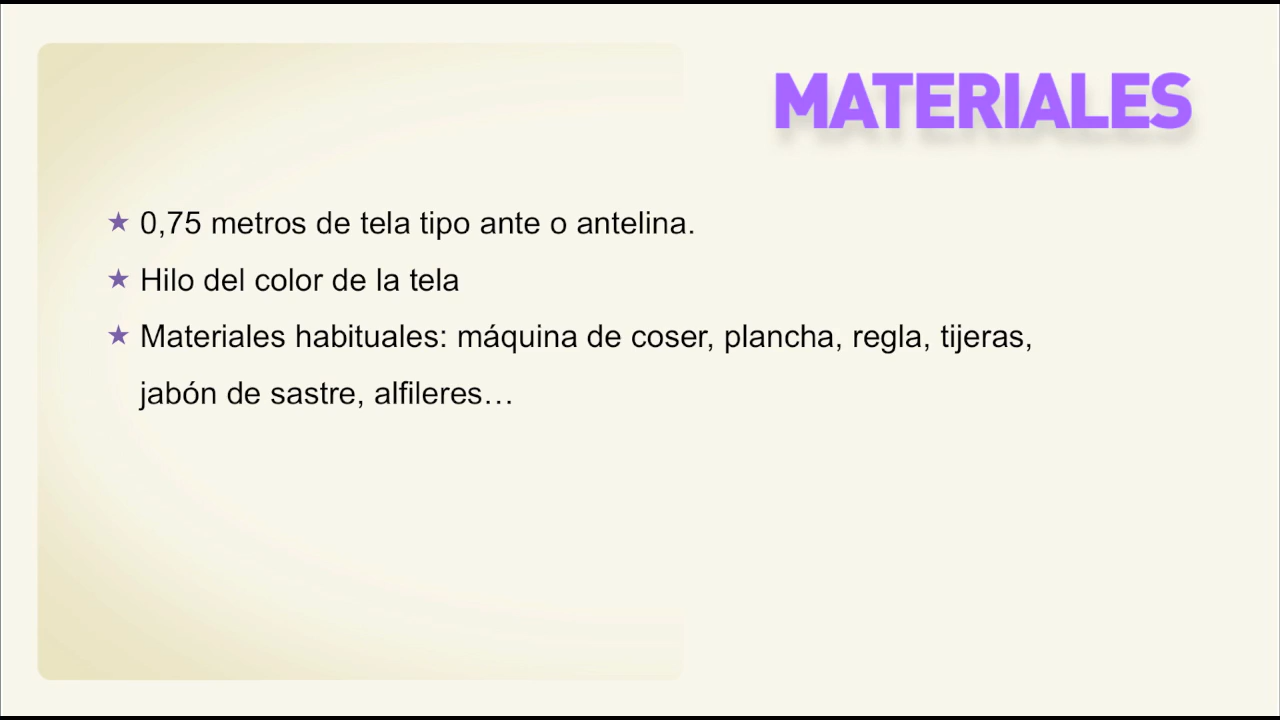 MATERIALES
★ 0,75 metros de tela tipo ante o antelina.
★ Hilo del color de la tela
★ Materiales habituales: máquina de coser, plancha, regla, tijeras,
jabón de sastre, alfileres…